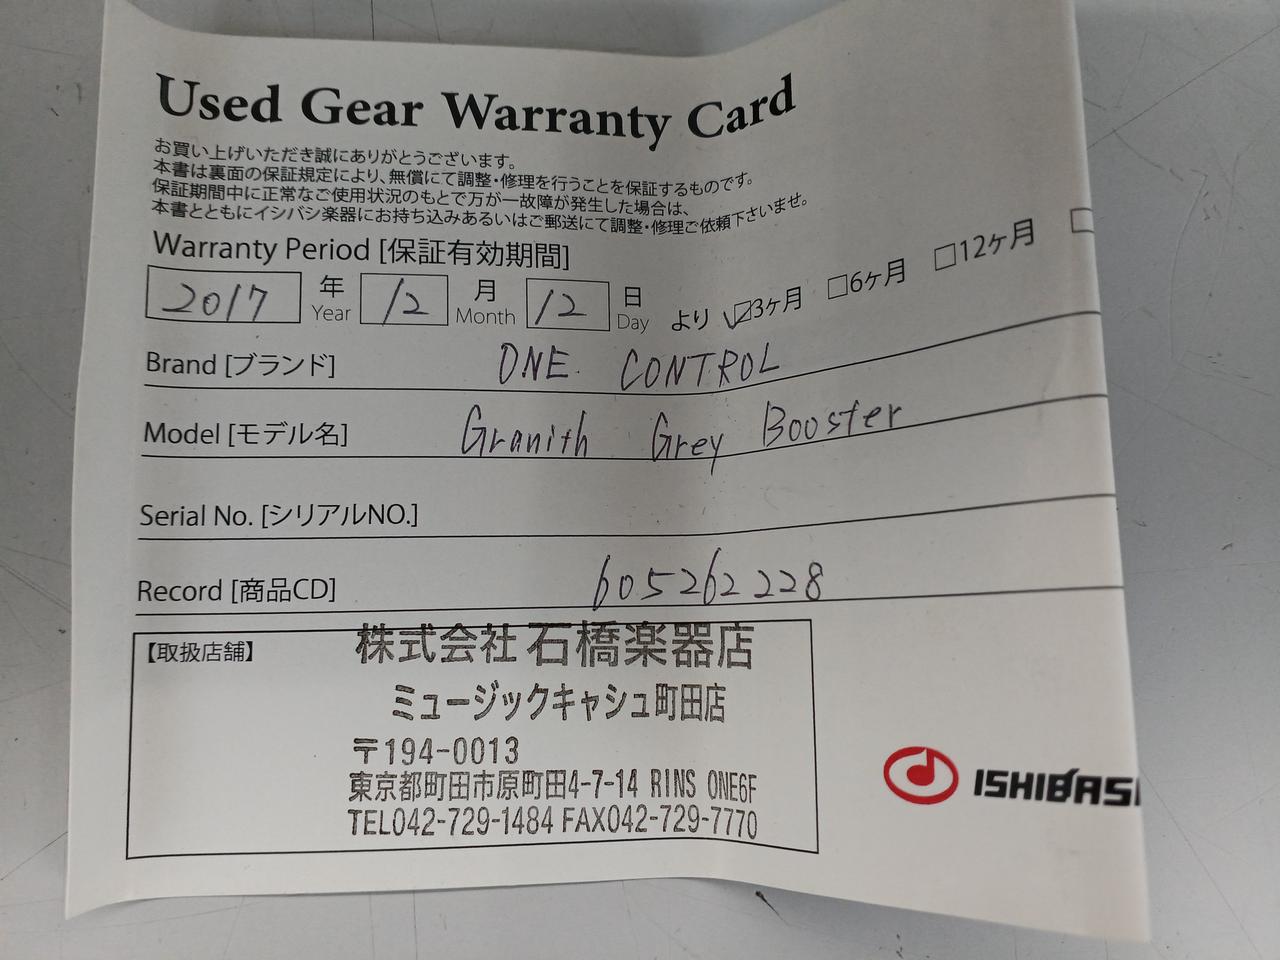 Used Gear Warranty Card
お買い上げいただき誠にありがとうございます。
本書は裏面の保証規定により、無償にて調整・修理を行うことを保証するものです。
保証期間中に正常なご使用状況のもとで万が一故障が発生した場合は、
本書とともにイシバシ楽器にお持ち込みあるいはご郵送にて調整・修理ご依頼下さいませ。
Warranty Period [保証有効期間]
2017 年 Year 12 月 Month 12 日 Day より ☑3ヶ月 □6ヶ月 □12ヶ月 □
Brand [ブランド] ONE CONTROL
Model [モデル名] Granith Grey Booster
Serial No. [シリアルNO.]
Record [商品CD] 605262228
【取扱店舗】 株式会社 石橋楽器店
ミュージックキャシュ町田店
〒194-0013
東京都町田市原町田4-7-14 RINS ONE6F
TEL042-729-1484 FAX042-729-7770
ISHIBASI